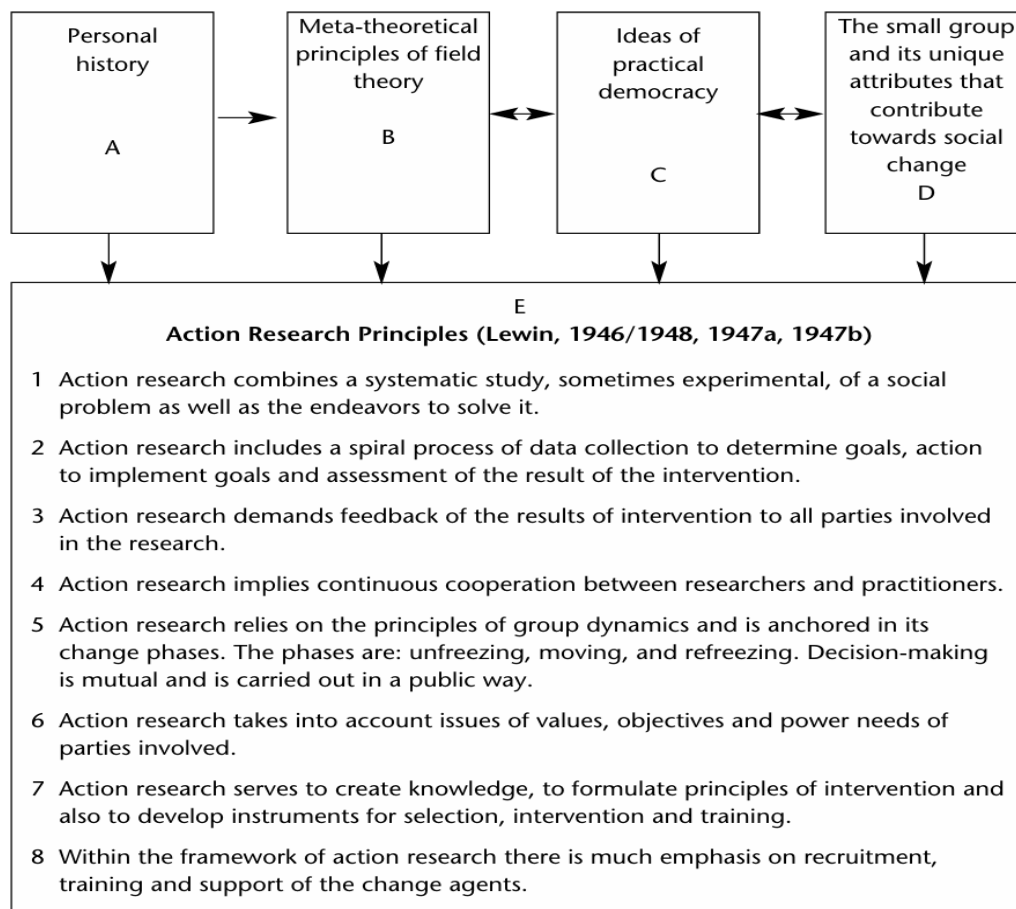 Personal
history
A
Meta-theoretical
principles of field
theory
B
Ideas of
practical
democracy
C
The small group
and its unique
attributes that
contribute
towards social
change
D
E
Action Research Principles (Lewin, 1946/1948, 1947a, 1947b)
1 Action research combines a systematic study, sometimes experimental, of a social
problem as well as the endeavors to solve it.
2 Action research includes a spiral process of data collection to determine goals, action
to implement goals and assessment of the result of the intervention.
3 Action research demands feedback of the results of intervention to all parties involved
in the research.
4 Action research implies continuous cooperation between researchers and practitioners.
5 Action research relies on the principles of group dynamics and is anchored in its
change phases. The phases are: unfreezing, moving, and refreezing. Decision-making
is mutual and is carried out in a public way.
6 Action research takes into account issues of values, objectives and power needs of
parties involved.
7 Action research serves to create knowledge, to formulate principles of intervention and
also to develop instruments for selection, intervention and training.
8 Within the framework of action research there is much emphasis on recruitment,
training and support of the change agents.